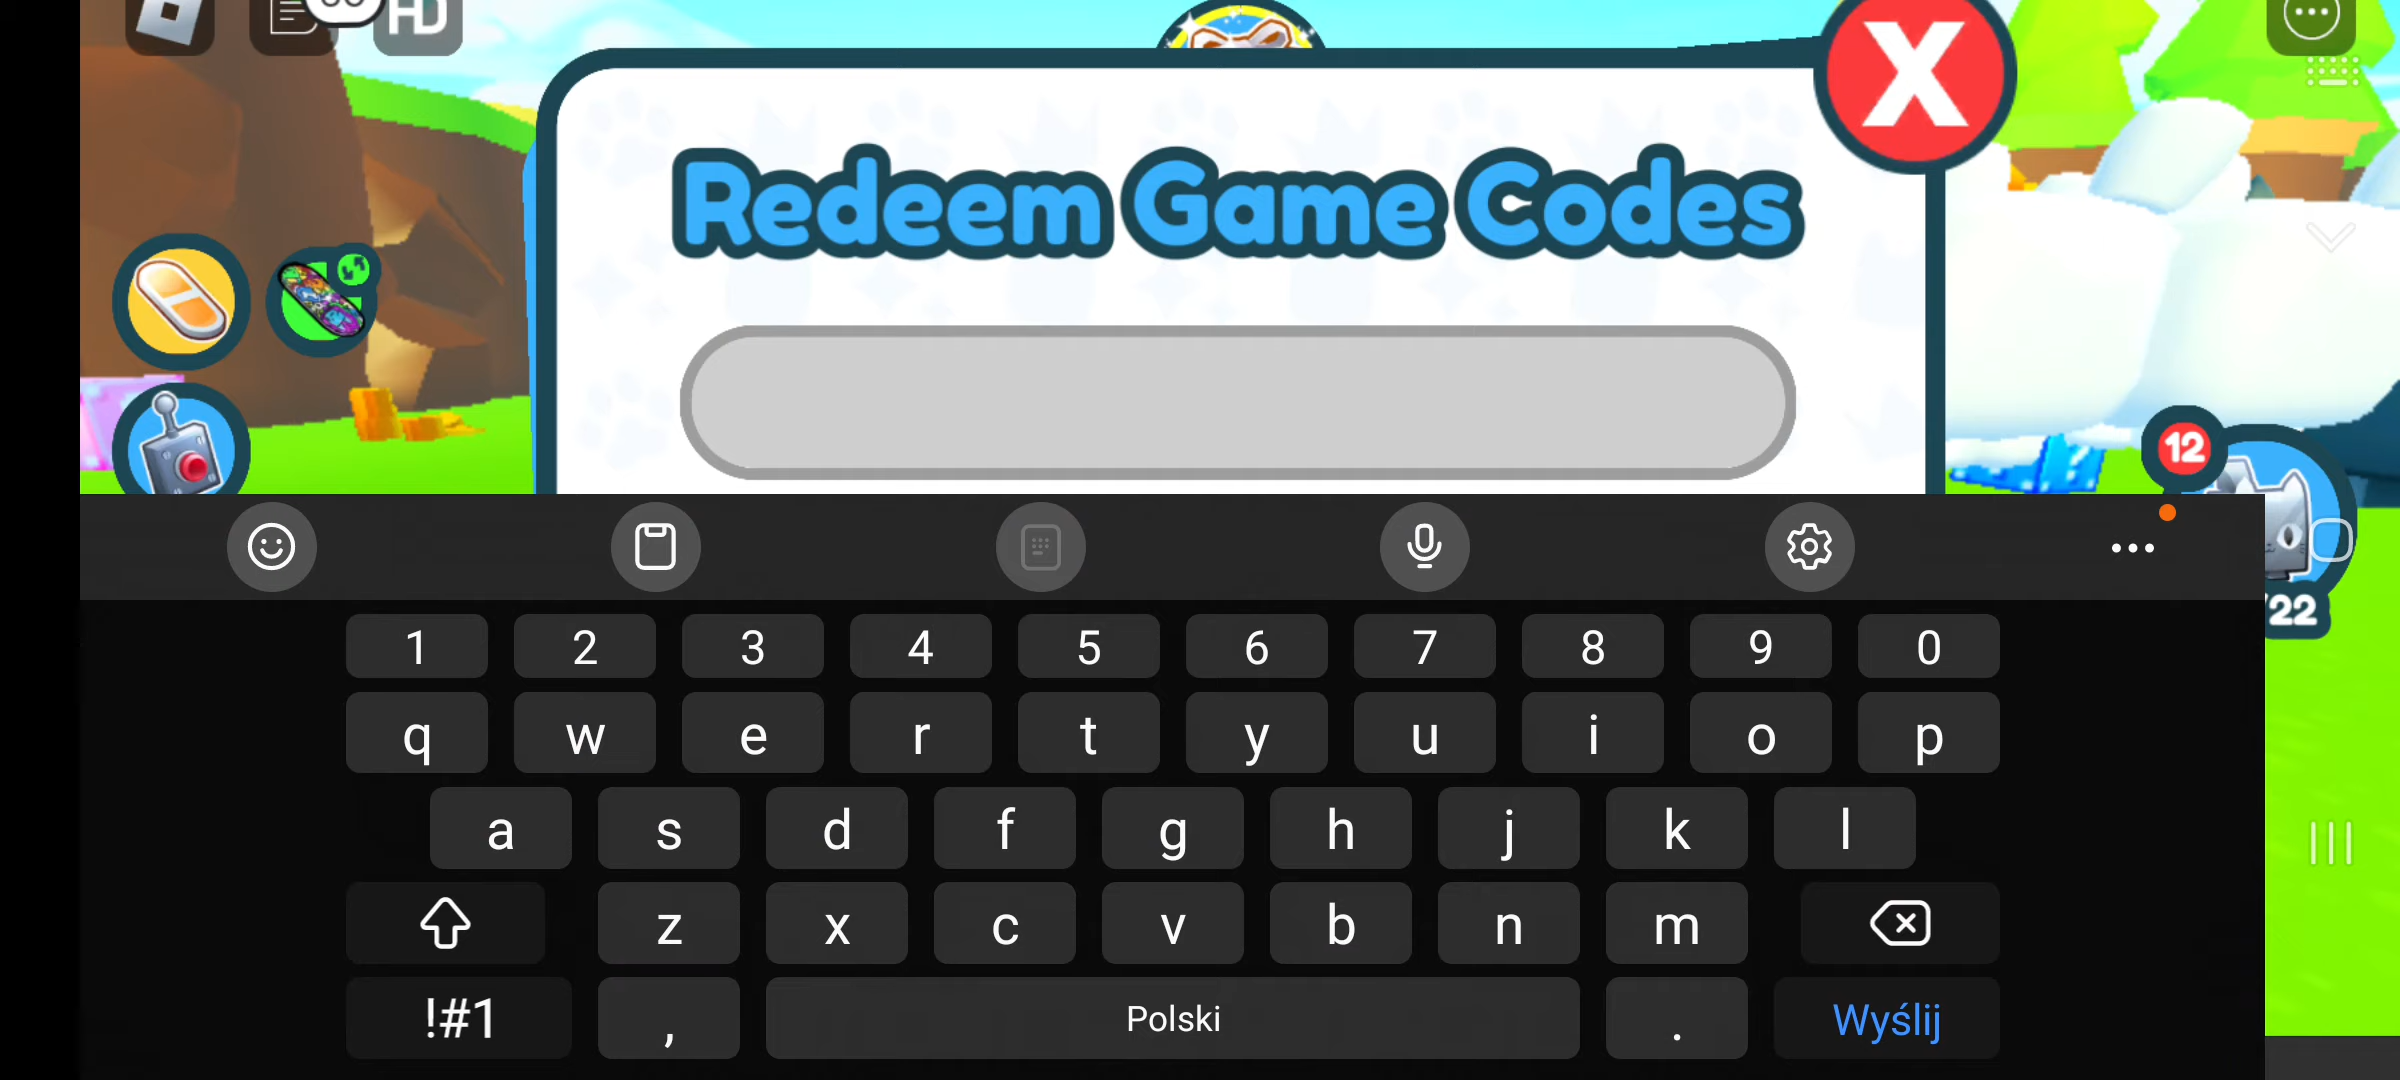 HD
X
Redeem Game Codes
12
22
1 2 3 4 5 6 7 8 9 0
q w e r t y u i o p
a s d f g h j k l
z x c v b n m
!#1 , Polski . Wyślij